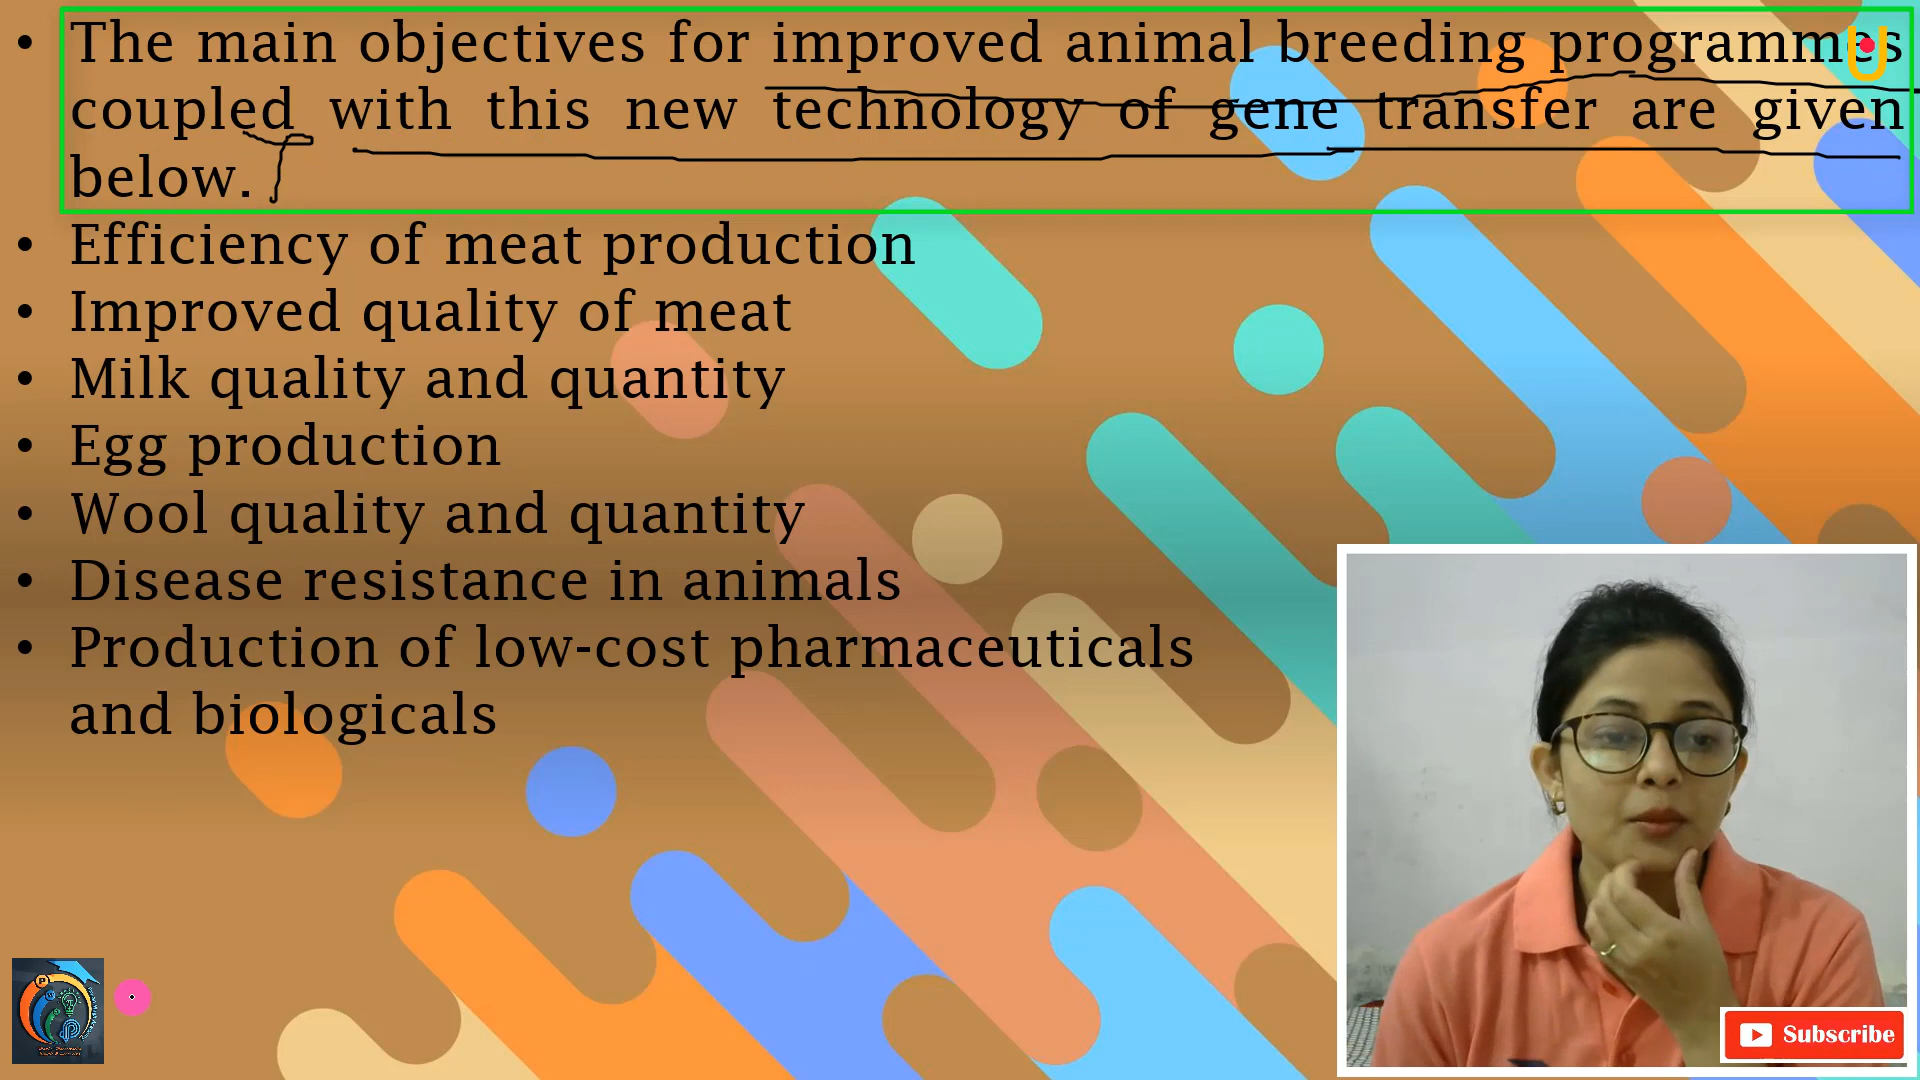 • The main objectives for improved animal breeding programmes
coupled with this new technology of gene transfer are given
below.
• Efficiency of meat production
• Improved quality of meat
• Milk quality and quantity
• Egg production
• Wool quality and quantity
• Disease resistance in animals
• Production of low-cost pharmaceuticals
and biologicals
U
Subscribe